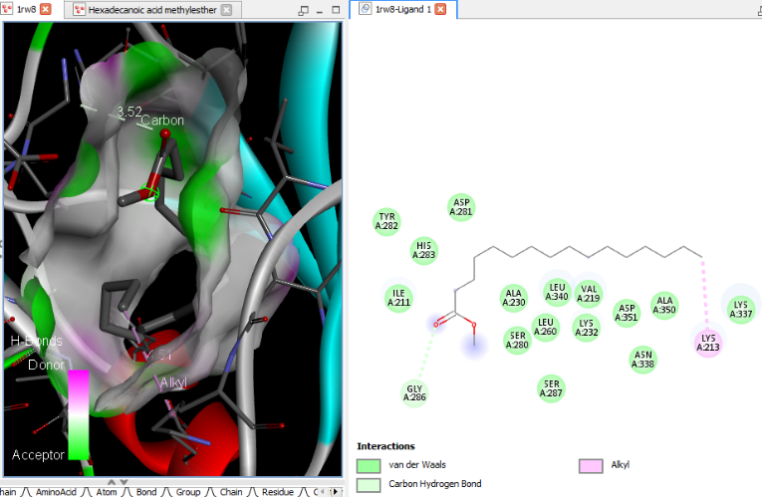 1rw8
Hexadecanoic acid methylesther
1rw8-Ligand 1
3,52
Carbon
Alkyl
H-Bonds
Donor
Acceptor
TYR
A:282
ASP
A:281
HIS
A:283
ILE
A:211
ALA
A:230
LEU
A:340
VAL
A:219
SER
A:280
LEU
A:260
LYS
A:232
ASP
A:351
ALA
A:350
LYS
A:337
LYS
A:213
ASN
A:338
SER
A:287
GLY
A:286
Interactions
van der Waals
Carbon Hydrogen Bond
Alkyl
hain
AminoAcid
Atom
Bond
Group
Chain
Residue